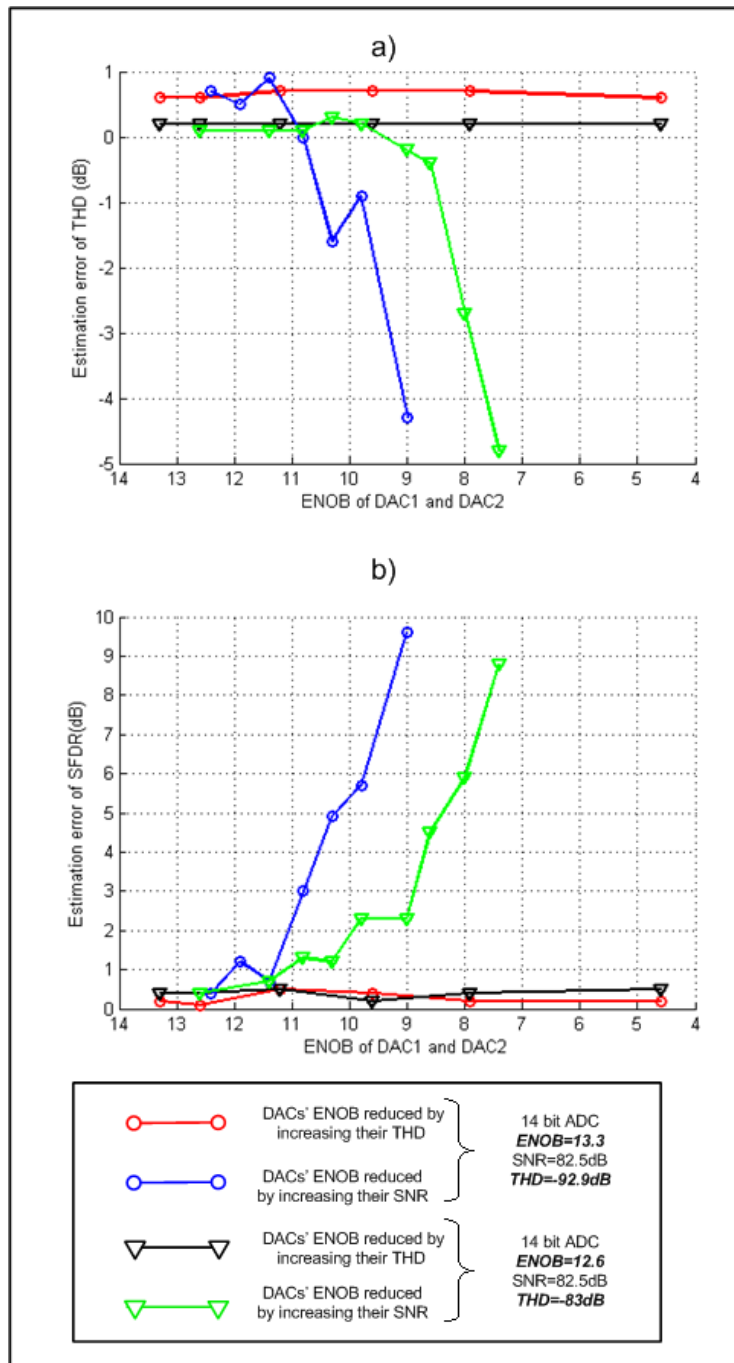 a)
1
0
-1
-2
-3
-4
-5
Estimation error of THD (dB)
14 13 12 11 10 9 8 7 6 5 4
ENOB of DAC1 and DAC2
b)
10
9
8
7
6
5
4
3
2
1
0
Estimation error of SFDR(dB)
14 13 12 11 10 9 8 7 6 5 4
ENOB of DAC1 and DAC2
DACs' ENOB reduced by
increasing their THD
DACs' ENOB reduced
by increasing their SNR
14 bit ADC
ENOB=13.3
SNR=82.5dB
THD=-92.9dB
DACs' ENOB reduced by
increasing their THD
DACs' ENOB reduced
by increasing their SNR
14 bit ADC
ENOB=12.6
SNR=82.5dB
THD=-83dB